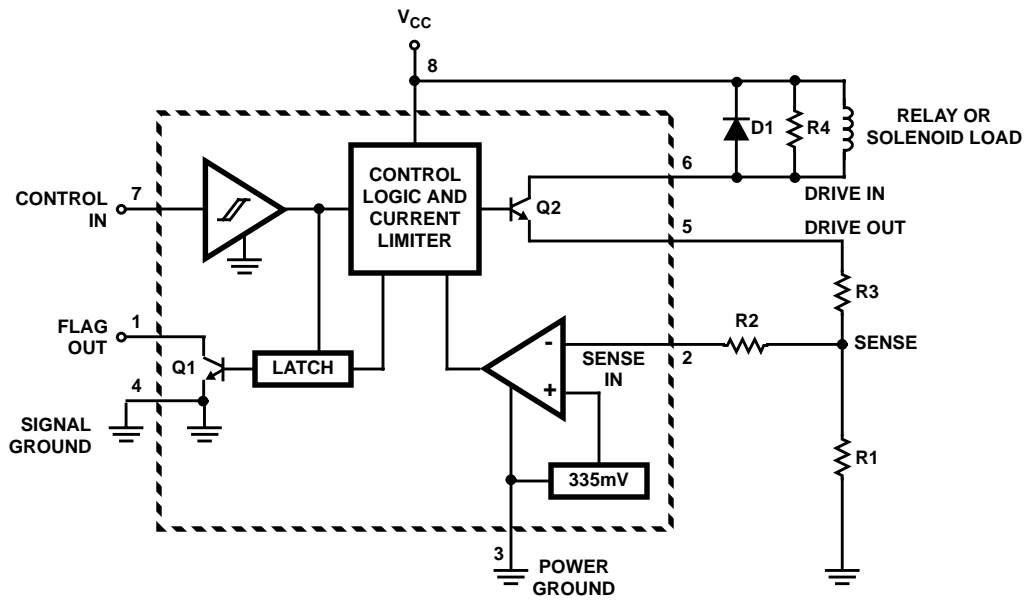 VCC
8
D1
R4
RELAY OR
SOLENOID LOAD
CONTROL
IN
7
CONTROL
LOGIC AND
CURRENT
LIMITER
Q2
6
DRIVE IN
5
DRIVE OUT
R3
FLAG
OUT
1
Q1
LATCH
4
SIGNAL
GROUND
-
+
SENSE
IN
2
R2
SENSE
R1
335mV
3
POWER
GROUND